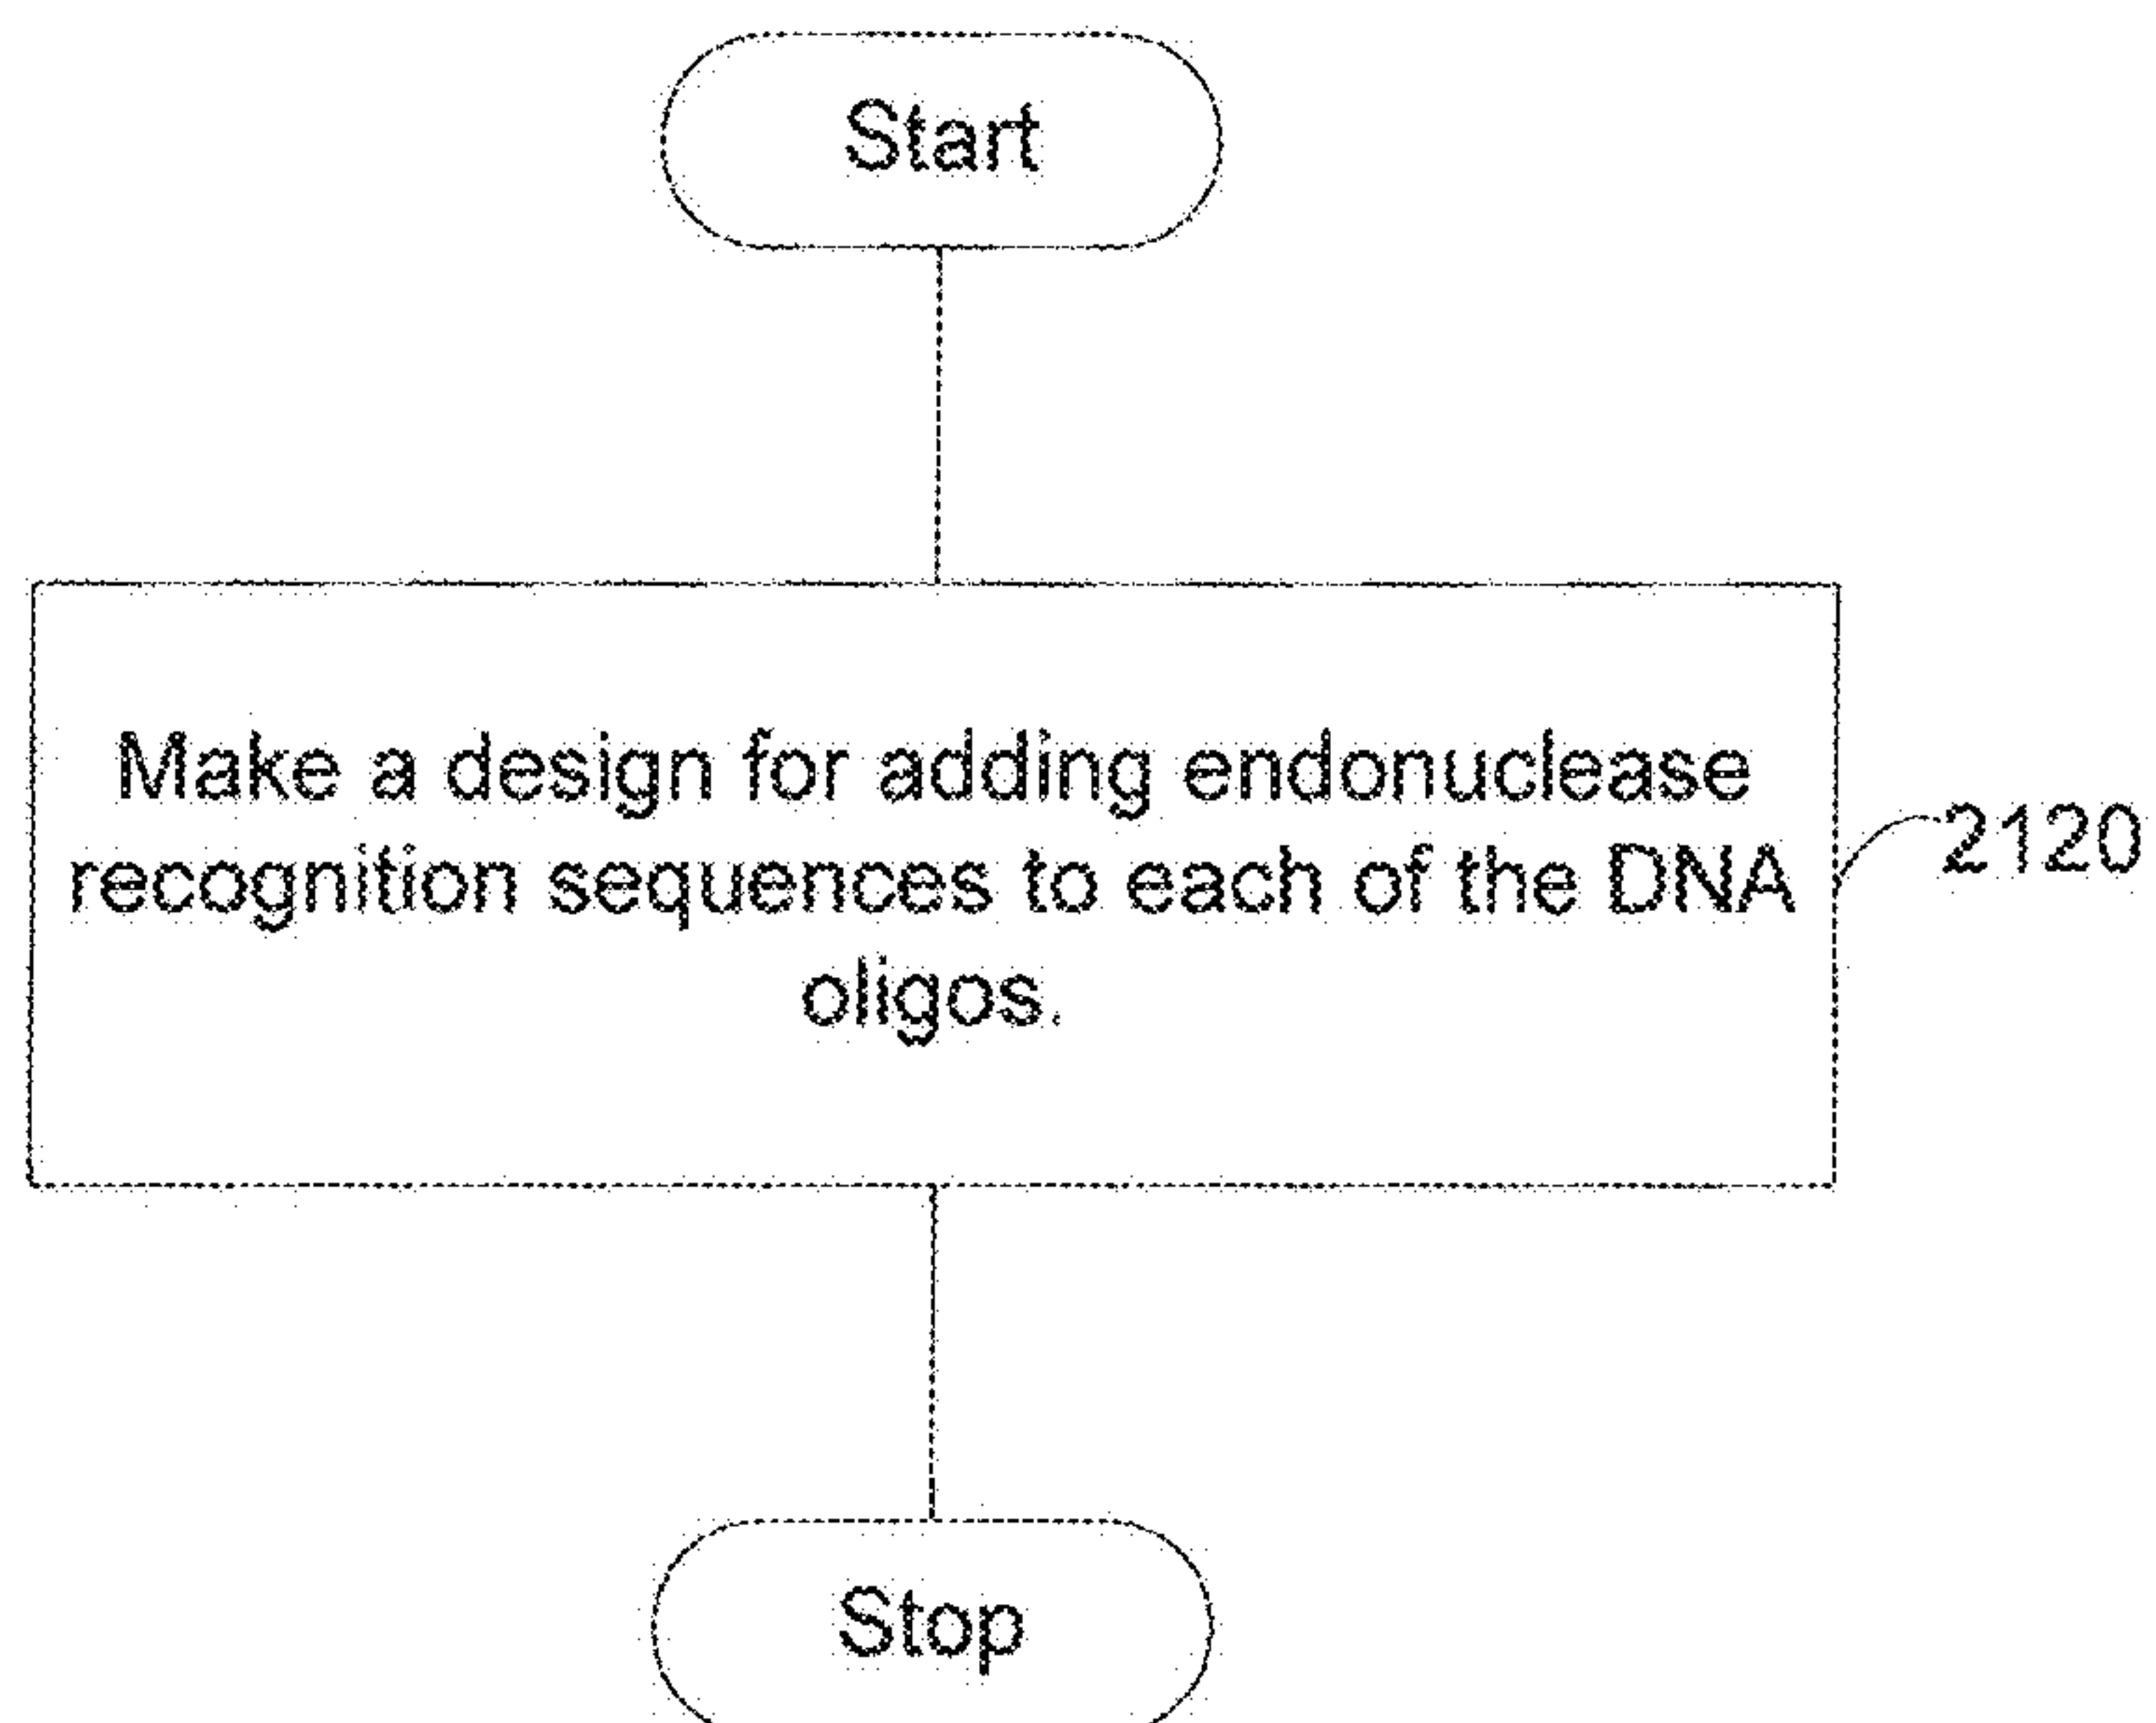 Start
Make a design for adding endonuclease
recognition sequences to each of the DNA
oligos.
2120
Stop